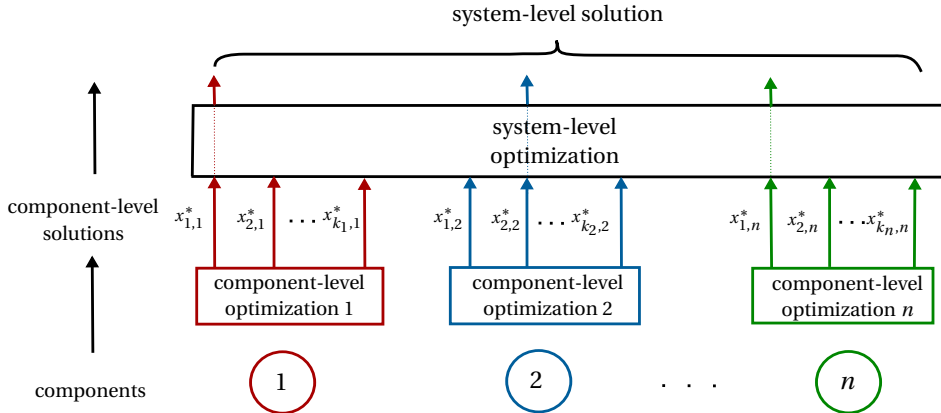 system-level solution
system-level
optimization
component-level
solutions
x*₁,₁ x*₂,₁ . . . x*ₖ₁,₁ x*₁,₂ x*₂,₂ . . . x*ₖ₂,₂ x*₁,ₙ x*₂,ₙ . . . x*ₖₙ,ₙ
component-level
optimization 1
component-level
optimization 2
component-level
optimization n
components 1 2 . . . n